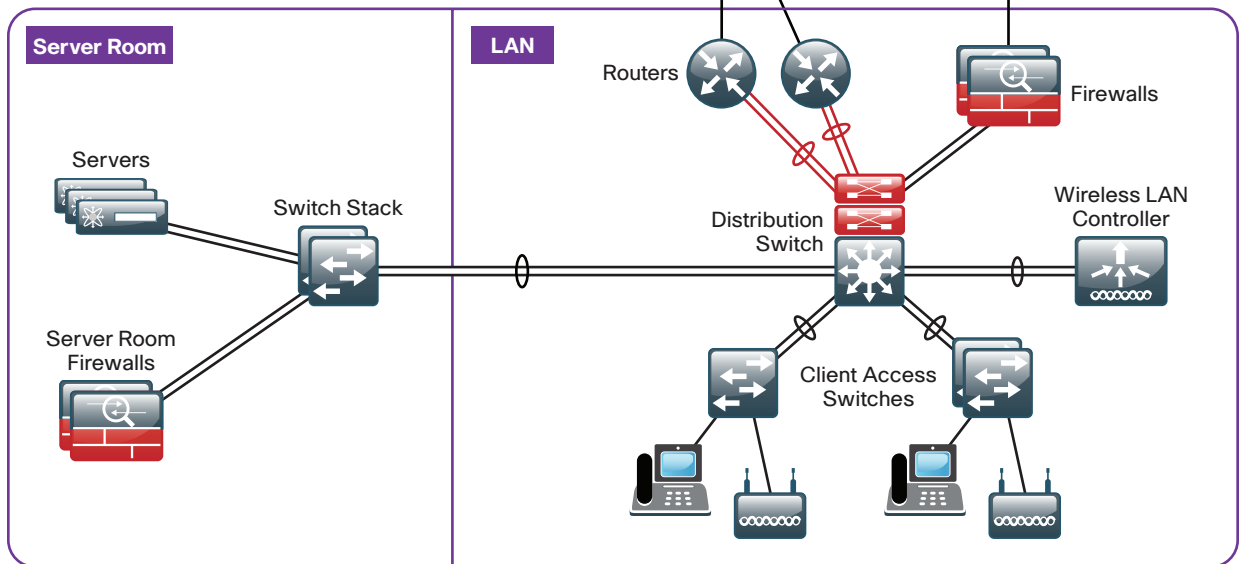 Server Room
LAN
Routers
Firewalls
Servers
Switch Stack
Distribution
Switch
Wireless LAN
Controller
Server Room
Firewalls
Client Access
Switches